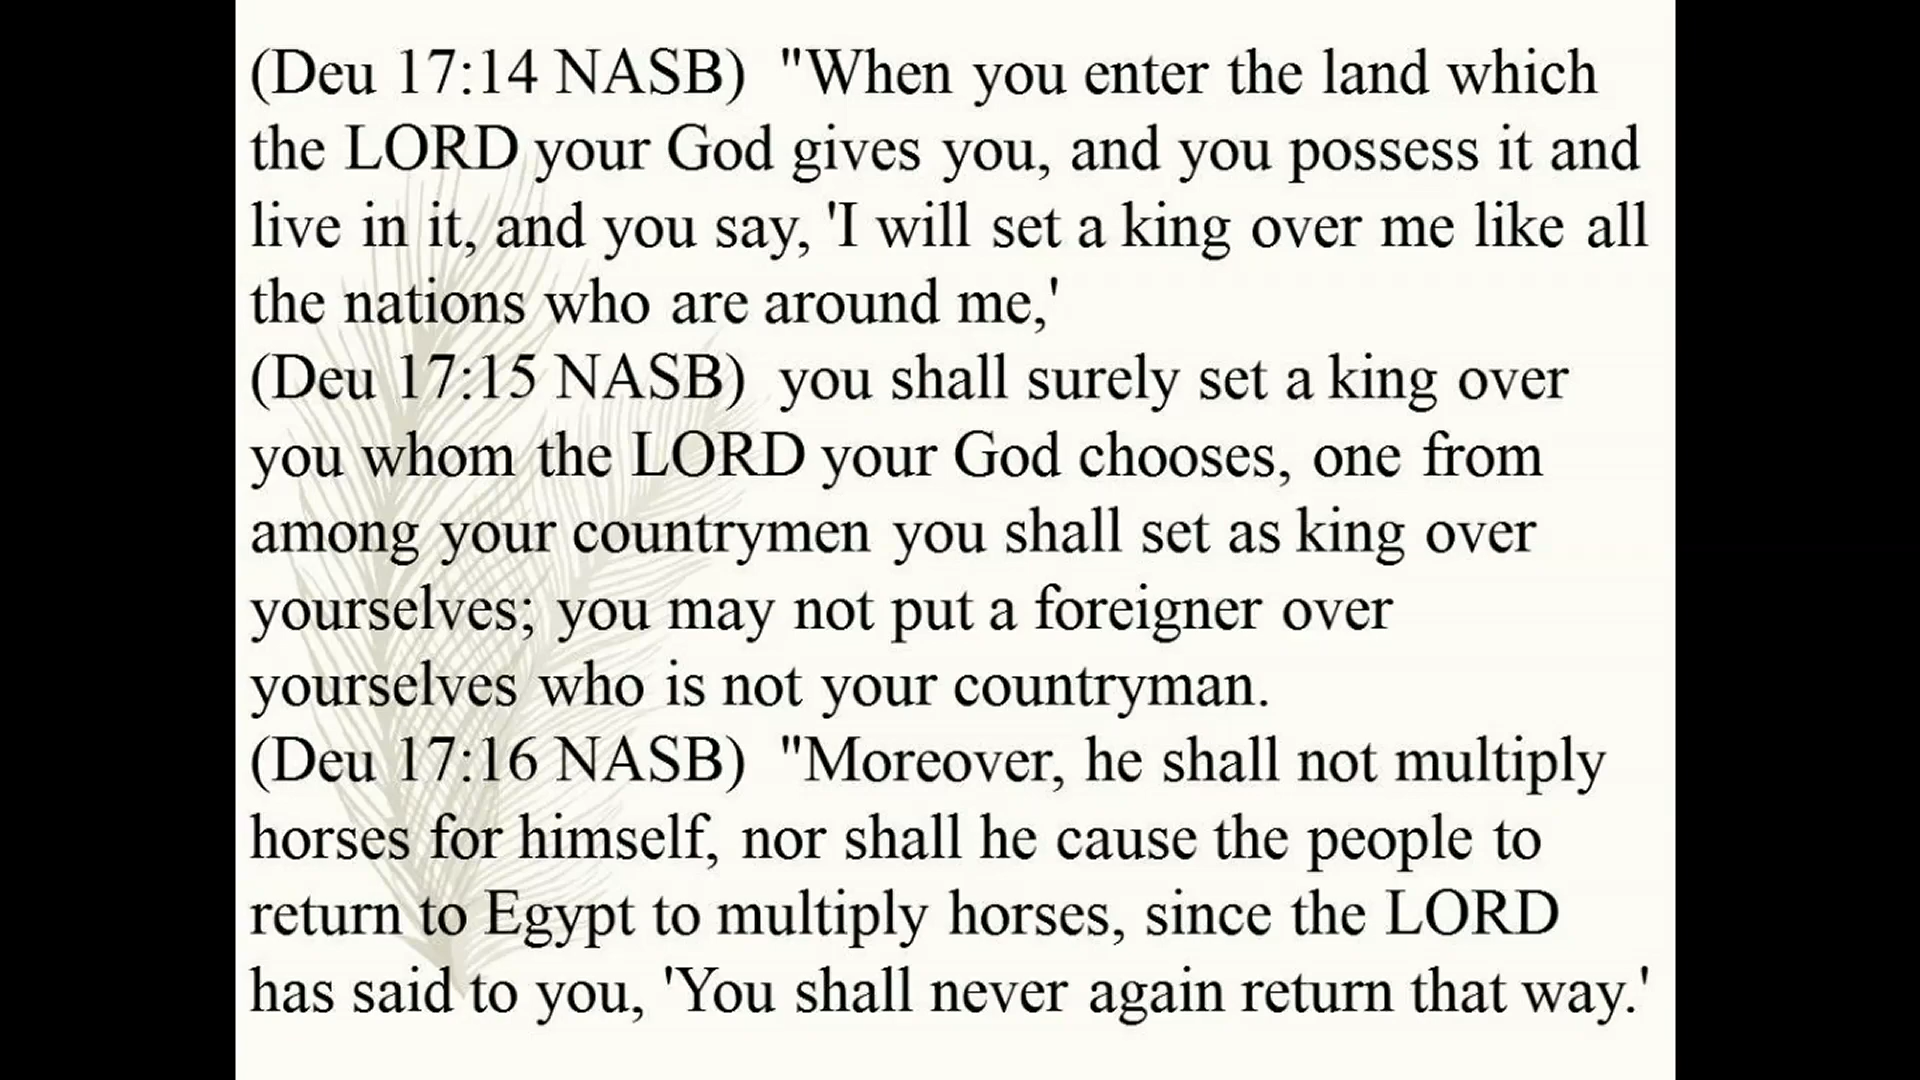 (Deu 17:14 NASB)  "When you enter the land which
the LORD your God gives you, and you possess it and
live in it, and you say, 'I will set a king over me like all
the nations who are around me,'
(Deu 17:15 NASB)  you shall surely set a king over
you whom the LORD your God chooses, one from
among your countrymen you shall set as king over
yourselves; you may not put a foreigner over
yourselves who is not your countryman.
(Deu 17:16 NASB)  "Moreover, he shall not multiply
horses for himself, nor shall he cause the people to
return to Egypt to multiply horses, since the LORD
has said to you, 'You shall never again return that way.'